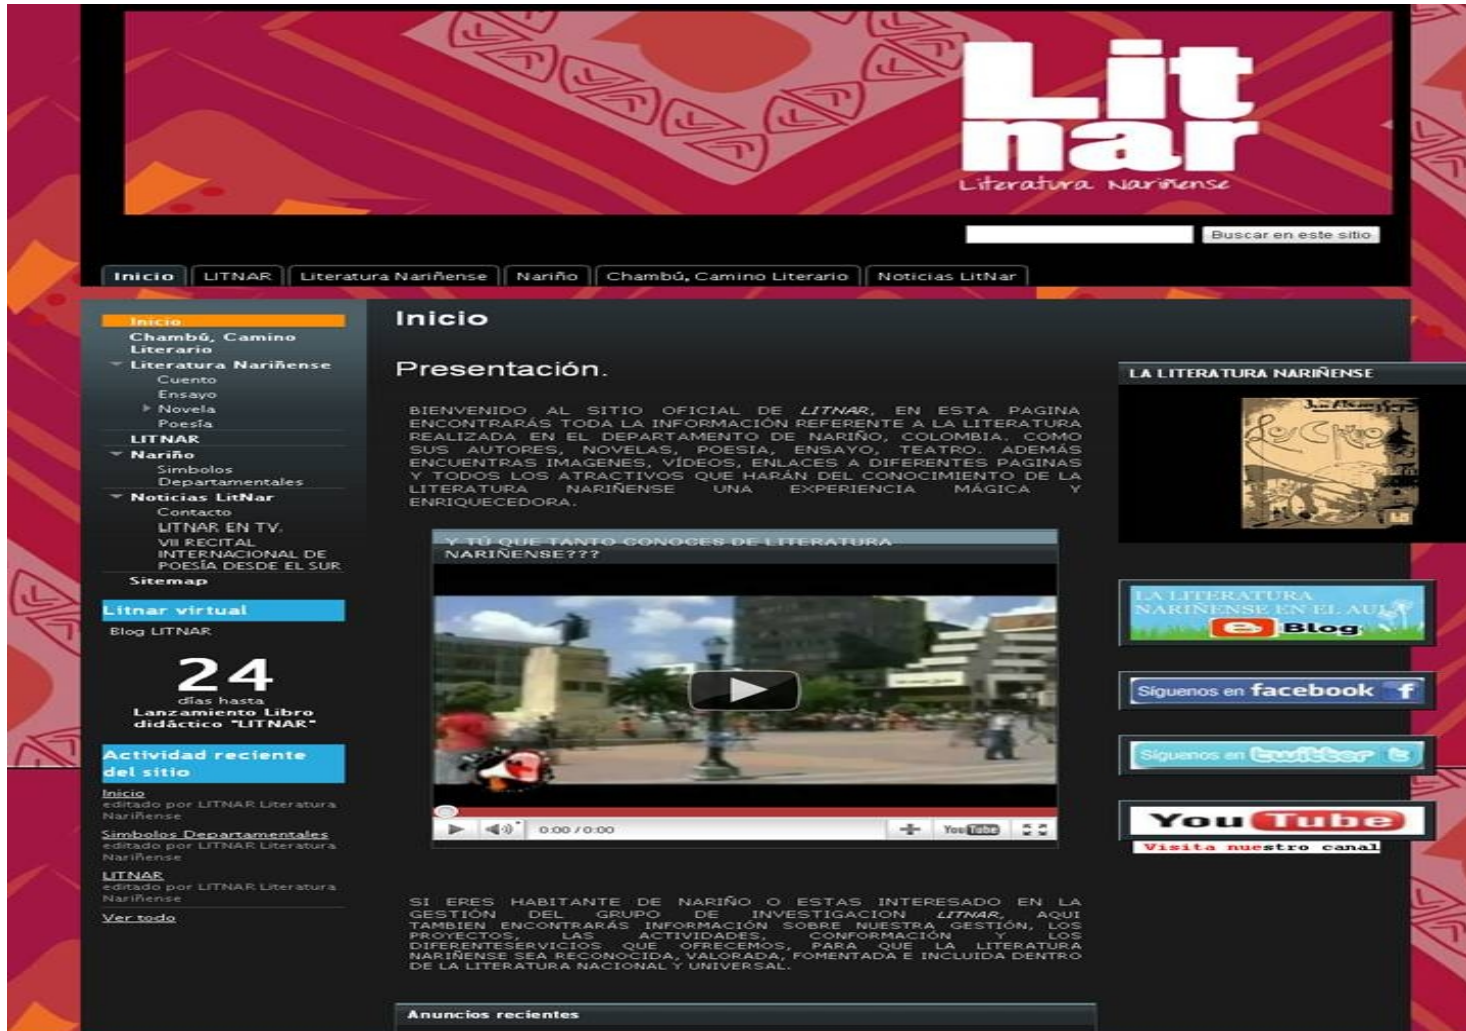 Lit
nar
Literatura Nariñense
Buscar en este sitio
Inicio
LITNAR
Literatura Nariñense
Nariño
Chambú, Camino Literario
Noticias LitNar
Inicio
Chambú, Camino
Literario
Literatura Nariñense
Cuento
Ensayo
Novela
Poesía
LITNAR
Nariño
Simbolos
Departamentales
Noticias LitNar
Contacto
LITNAR EN TV.
VII RECITAL
INTERNACIONAL DE
POESÍA DESDE EL SUR
Sitemap
Litnar virtual
Blog LITNAR
24
días hasta
Lanzamiento Libro
didáctico "LITNAR"
Actividad reciente
del sitio
Inicio
editado por LITNAR Literatura
Nariñense
Simbolos Departamentales
editado por LITNAR Literatura
Nariñense
LITNAR
editado por LITNAR Literatura
Nariñense
Ver todo
Inicio
Presentación.
BIENVENIDO AL SITIO OFICIAL DE LITNAR, EN ESTA PAGINA
ENCONTRARÁS TODA LA INFORMACIÓN REFERENTE A LA LITERATURA
REALIZADA EN EL DEPARTAMENTO DE NARIÑO, COLOMBIA. COMO
SUS AUTORES, NOVELAS, POESIA, ENSAYO, TEATRO. ADEMÁS
ENCUENTRAS IMAGENES, VÍDEOS, ENLACES A DIFERENTES PAGINAS
Y TODOS LOS ATRACTIVOS QUE HARÁN DEL CONOCIMIENTO DE LA
LITERATURA NARIÑENSE UNA EXPERIENCIA MÁGICA Y
ENRIQUECEDORA.
Y TÚ QUE TANTO CONOCES DE LITERATURA
NARIÑENSE???
0:00 / 0:00
YouTube
SI ERES HABITANTE DE NARIÑO O ESTAS INTERESADO EN LA
GESTIÓN DEL GRUPO DE INVESTIGACION LITNAR, AQUI
TAMBIEN ENCONTRARÁS INFORMACIÓN SOBRE NUESTRA GESTIÓN, LOS
PROYECTOS, LAS ACTIVIDADES, CONFORMACIÓN Y LOS
DIFERENTESERVICIOS QUE OFRECEMOS, PARA QUE LA LITERATURA
NARIÑENSE SEA RECONOCIDA, VALORADA, FOMENTADA E INCLUIDA DENTRO
DE LA LITERATURA NACIONAL Y UNIVERSAL.
Anuncios recientes
LA LITERATURA NARIÑENSE
LA LITERATURA
NARIÑENSE EN EL AULA
Blog
Síguenos en facebook f
Síguenos en twitter t
YouTube
Visita nuestro canal